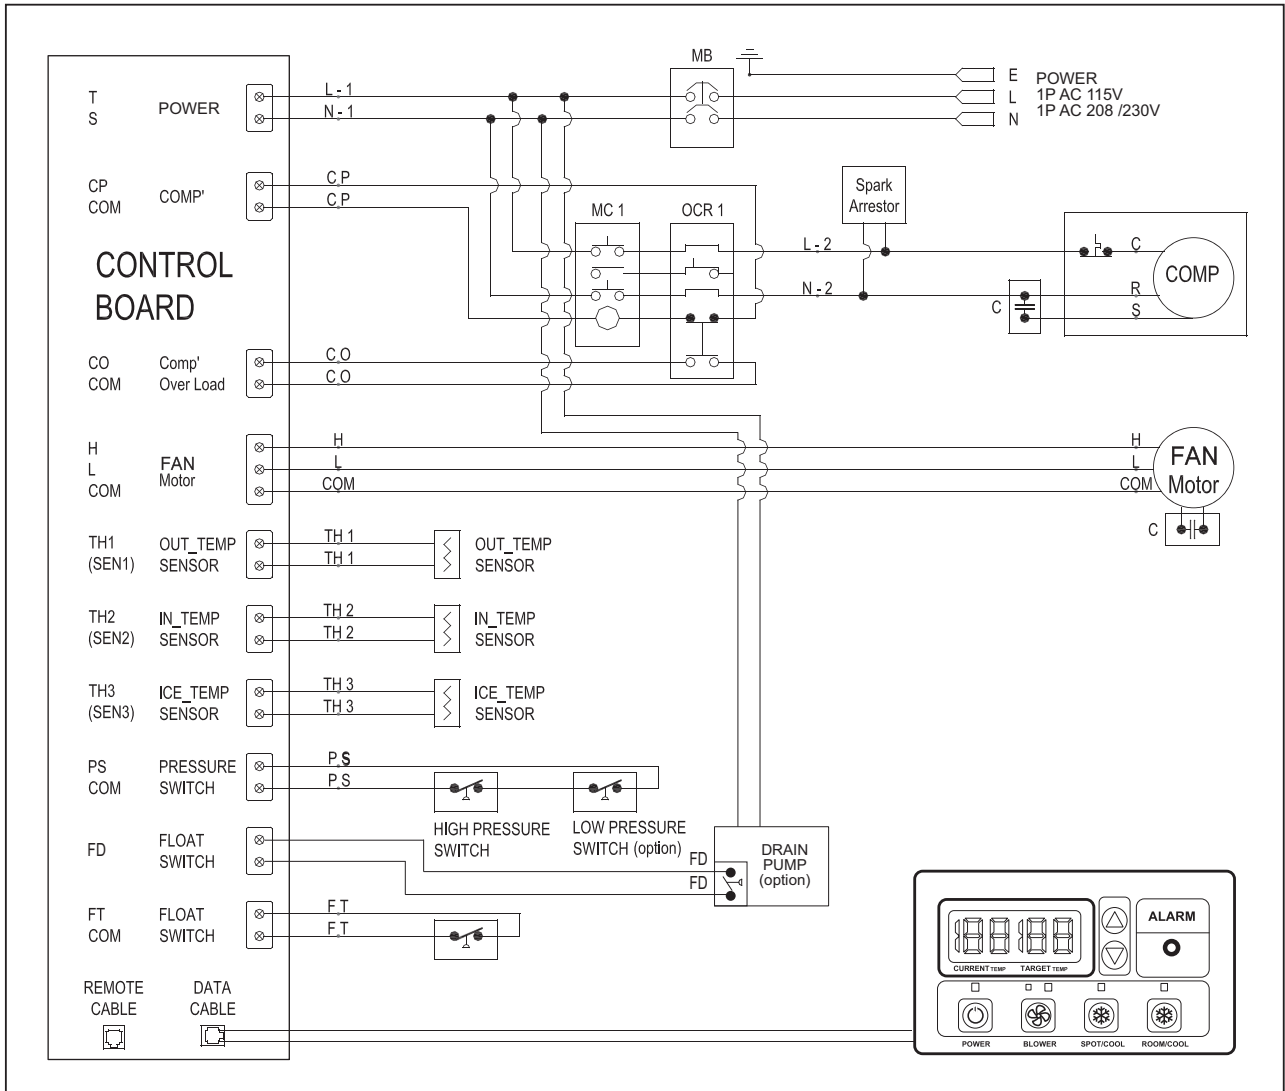 MB
E POWER
L 1P AC 115V
N 1P AC 208 /230V
T POWER L - 1
S N - 1
CP COMP' C P
COM C P
MC 1 OCR 1
Spark
Arrestor
L - 2
N - 2
C
R
S
COMP
C
CONTROL
BOARD
CO Comp' C O
COM Over Load C O
H H H
L FAN L L
COM Motor COM COM
FAN
Motor
C
TH1 OUT_TEMP TH 1 OUT_TEMP
(SEN1) SENSOR TH 1 SENSOR
TH2 IN_TEMP TH 2 IN_TEMP
(SEN2) SENSOR TH 2 SENSOR
TH3 ICE_TEMP TH 3 ICE_TEMP
(SEN3) SENSOR TH 3 SENSOR
PS PRESSURE P S
COM SWITCH P S
HIGH PRESSURE
SWITCH
LOW PRESSURE
SWITCH (option)
FD FLOAT
SWITCH
FD
FD
DRAIN
PUMP
(option)
FT FLOAT F T
COM SWITCH F T
REMOTE
CABLE
DATA
CABLE
188 188
CURRENT TEMP TARGET TEMP
ALARM
POWER BLOWER SPOT/COOL ROOM/COOL